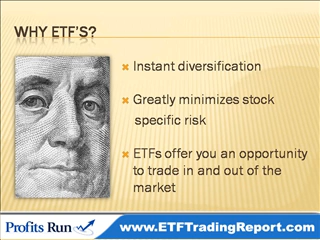 WHY ETF'S?
Instant diversification
Greatly minimizes stock
specific risk
ETFs offer you an opportunity
to trade in and out of the
market
Profits Run
www.ETFTradingReport.com